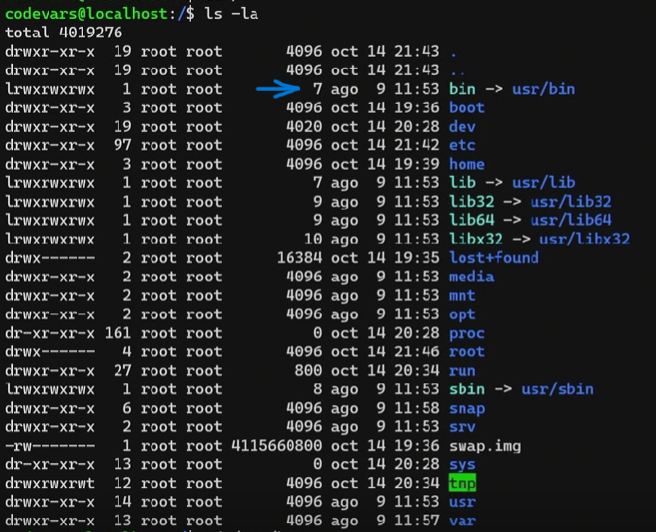 codevars@localhost:/$ ls -la
total 4019276
drwxr-xr-x 19 root root 4096 oct 14 21:43 .
drwxr-xr-x 19 root root 4096 oct 14 21:43 ..
lrwxrwxrwx 1 root root 7 ago 9 11:53 bin -> usr/bin
drwxr-xr-x 3 root root 4096 oct 14 19:36 boot
drwxr-xr-x 19 root root 4020 oct 14 20:28 dev
drwxr-xr-x 97 root root 4096 oct 14 21:42 etc
drwxr-xr-x 3 root root 4096 oct 14 19:39 home
lrwxrwxrwx 1 root root 7 ago 9 11:53 lib -> usr/lib
lrwxrwxrwx 1 root root 9 ago 9 11:53 lib32 -> usr/lib32
lrwxrwxrwx 1 root root 9 ago 9 11:53 lib64 -> usr/lib64
lrwxrwxrwx 1 root root 10 ago 9 11:53 libx32 -> usr/libx32
drwx------ 2 root root 16384 oct 14 19:35 lost+found
drwxr-xr-x 2 root root 4096 ago 9 11:53 media
drwxr-xr-x 2 root root 4096 ago 9 11:53 mnt
drwxr-xr-x 2 root root 4096 ago 9 11:53 opt
dr-xr-xr-x 161 root root 0 oct 14 20:28 proc
drwx------ 4 root root 4096 oct 14 21:46 root
drwxr-xr-x 27 root root 800 oct 14 20:34 run
lrwxrwxrwx 1 root root 8 ago 9 11:53 sbin -> usr/sbin
drwxr-xr-x 6 root root 4096 ago 9 11:58 snap
drwxr-xr-x 2 root root 4096 ago 9 11:53 srv
-rw------- 1 root root 4115660800 oct 14 19:36 swap.img
dr-xr-xr-x 13 root root 0 oct 14 20:28 sys
drwxrwxrwt 12 root root 4096 oct 14 20:34 tmp
drwxr-xr-x 14 root root 4096 ago 9 11:53 usr
drwxr-xr-x 13 root root 4096 ago 9 11:57 var